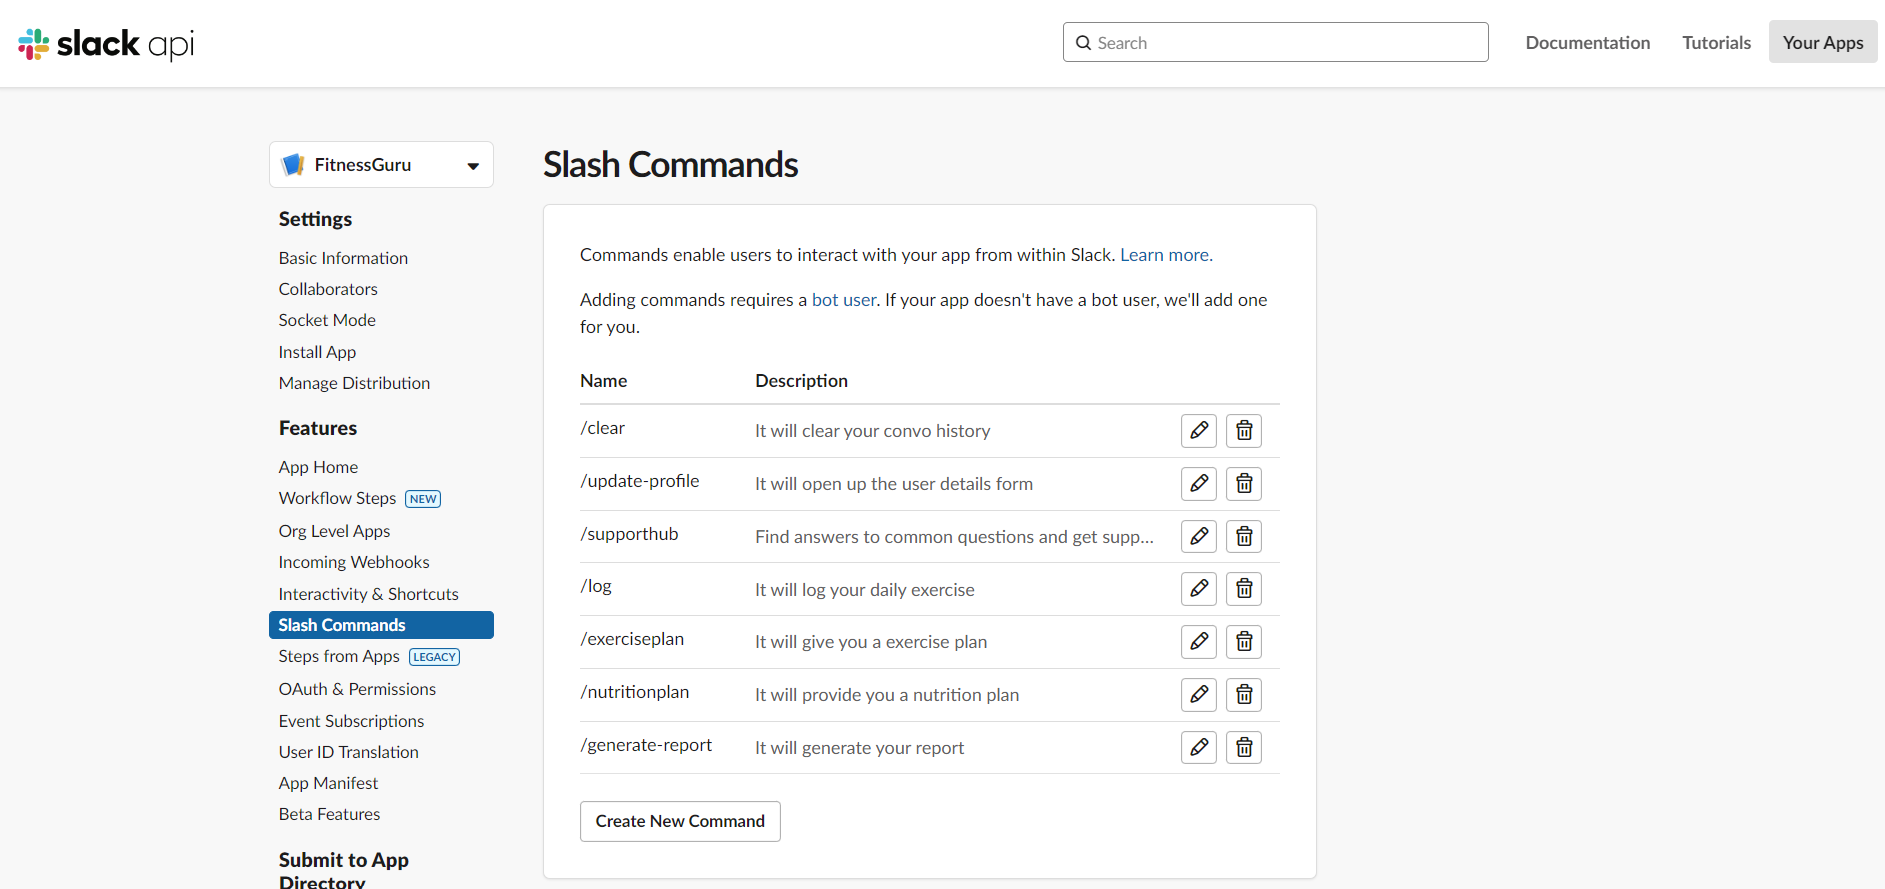 slack api
Search
Documentation
Tutorials
Your Apps
FitnessGuru
Settings
Basic Information
Collaborators
Socket Mode
Install App
Manage Distribution
Features
App Home
Workflow Steps NEW
Org Level Apps
Incoming Webhooks
Interactivity & Shortcuts
Slash Commands
Steps from Apps LEGACY
OAuth & Permissions
Event Subscriptions
User ID Translation
App Manifest
Beta Features
Submit to App
Directory
Slash Commands
Commands enable users to interact with your app from within Slack. Learn more.
Adding commands requires a bot user. If your app doesn't have a bot user, we'll add one
for you.
Name Description
/clear It will clear your convo history
/update-profile It will open up the user details form
/supporthub Find answers to common questions and get supp...
/log It will log your daily exercise
/exerciseplan It will give you a exercise plan
/nutritionplan It will provide you a nutrition plan
/generate-report It will generate your report
Create New Command